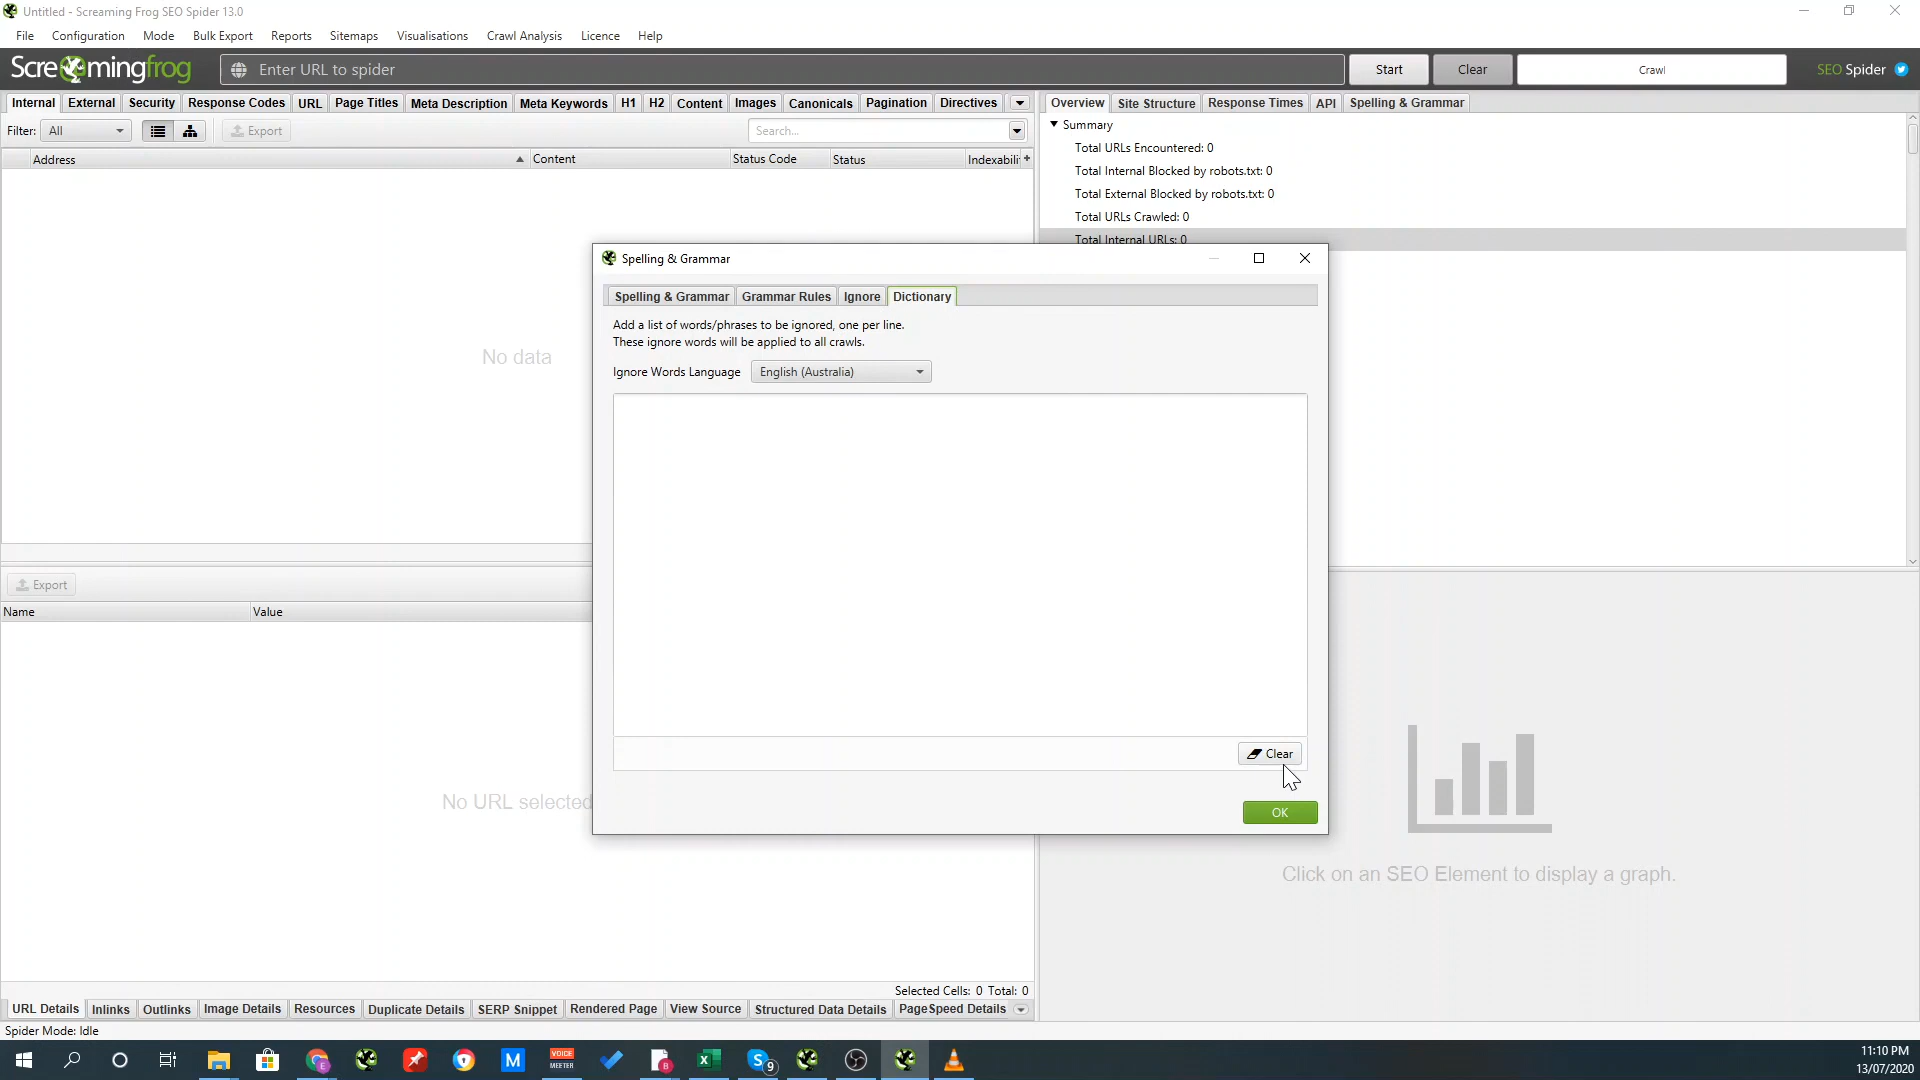 Untitled - Screaming Frog SEO Spider 13.0
File Configuration Mode Bulk Export Reports Sitemaps Visualisations Crawl Analysis Licence Help
Screamingfrog Enter URL to spider Start Clear Crawl SEO Spider
Internal External Security Response Codes URL Page Titles Meta Description Meta Keywords H1 H2 Content Images Canonicals Pagination Directives
Overview Site Structure Response Times API Spelling & Grammar
Filter: All Export Search...
Address Content Status Code Status Indexabili +
Summary
Total URLs Encountered: 0
Total Internal Blocked by robots.txt: 0
Total External Blocked by robots.txt: 0
Total URLs Crawled: 0
Total Internal URLs: 0
No data
Spelling & Grammar
Spelling & Grammar Grammar Rules Ignore Dictionary
Add a list of words/phrases to be ignored, one per line.
These ignore words will be applied to all crawls.
Ignore Words Language English (Australia)
Clear
OK
Export
Name Value
No URL selected
Click on an SEO Element to display a graph.
Selected Cells: 0 Total: 0
URL Details Inlinks Outlinks Image Details Resources Duplicate Details SERP Snippet Rendered Page View Source Structured Data Details PageSpeed Details
Spider Mode: Idle
E M VOICE MEETER B S 9
11:10 PM
13/07/2020